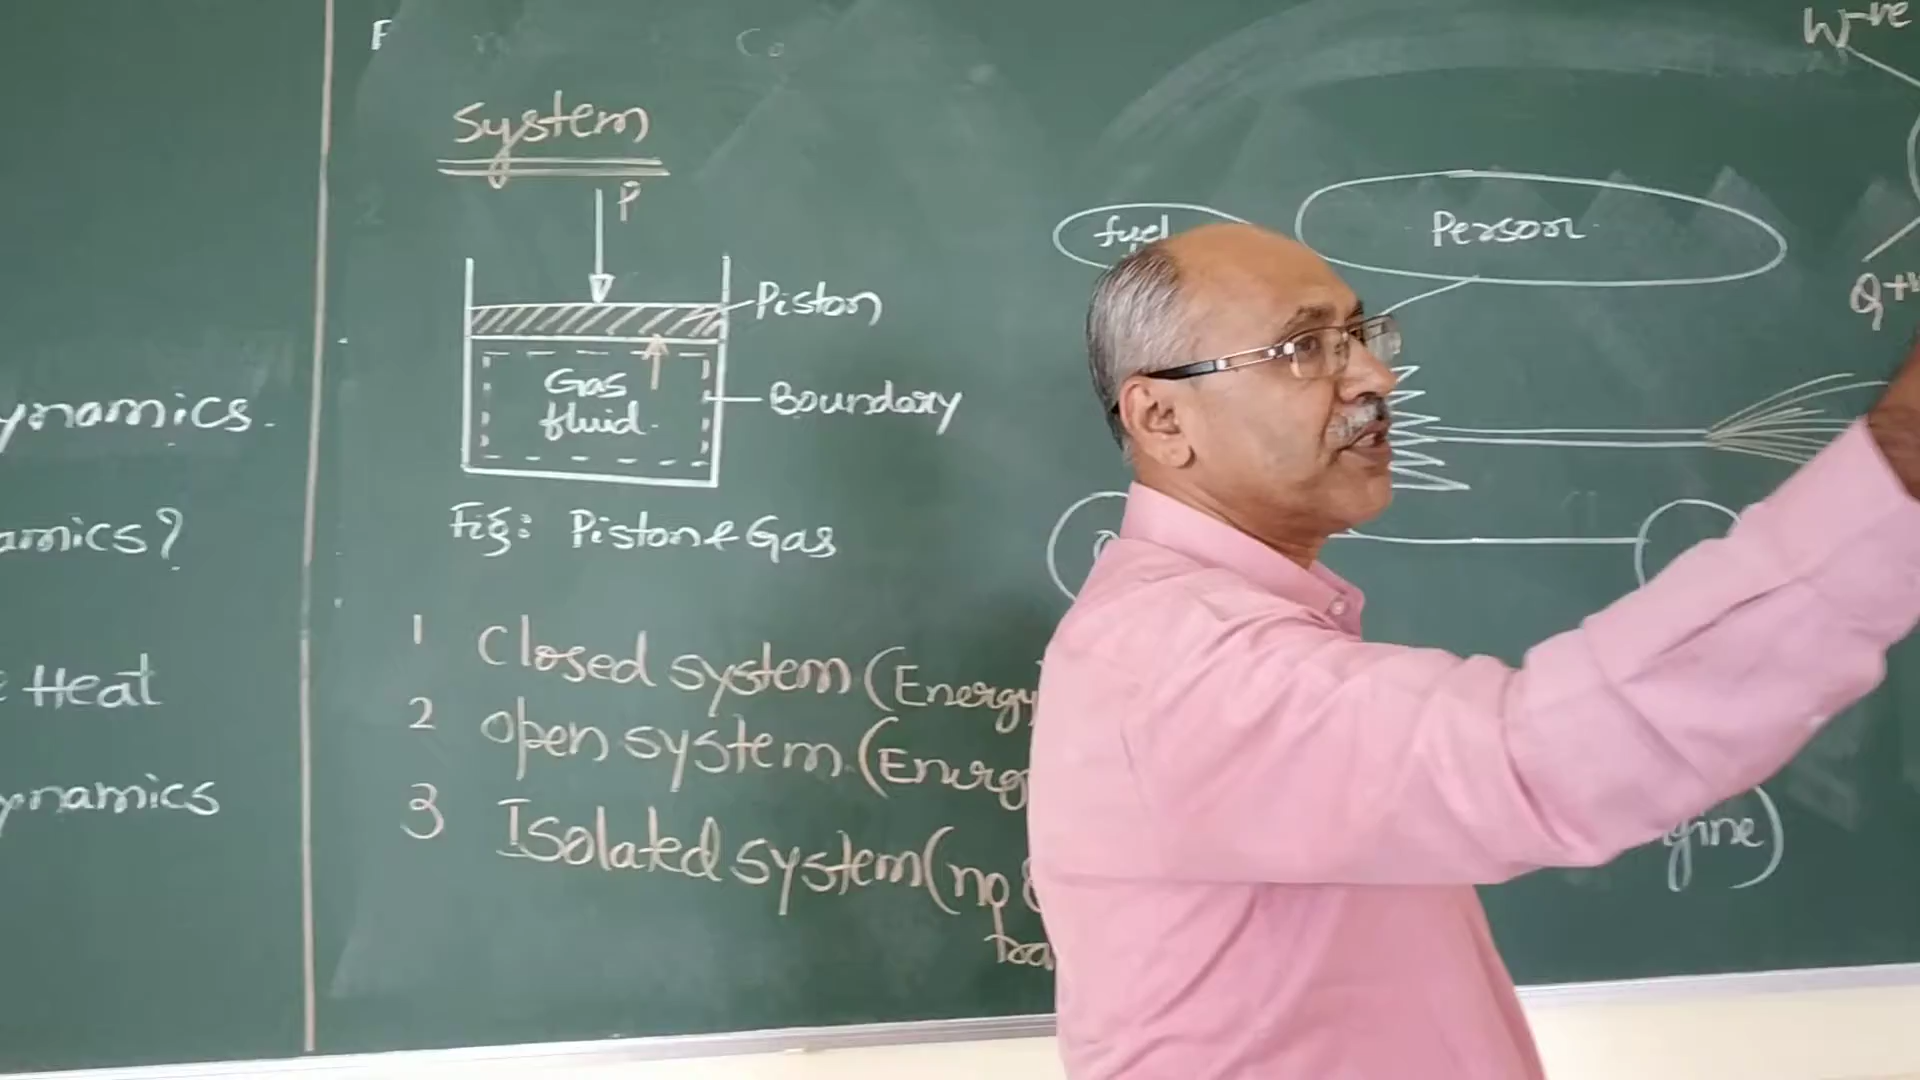 ynamics.
amics?
Heat
ynamics
System
P
Piston
Gas
fluid.
Boundary
Fig: Piston & Gas
1 Closed system (Energy
2 open system. (Energ
3 Isolated system (no
fuel
Person.
W-ve
Q+v
gine)